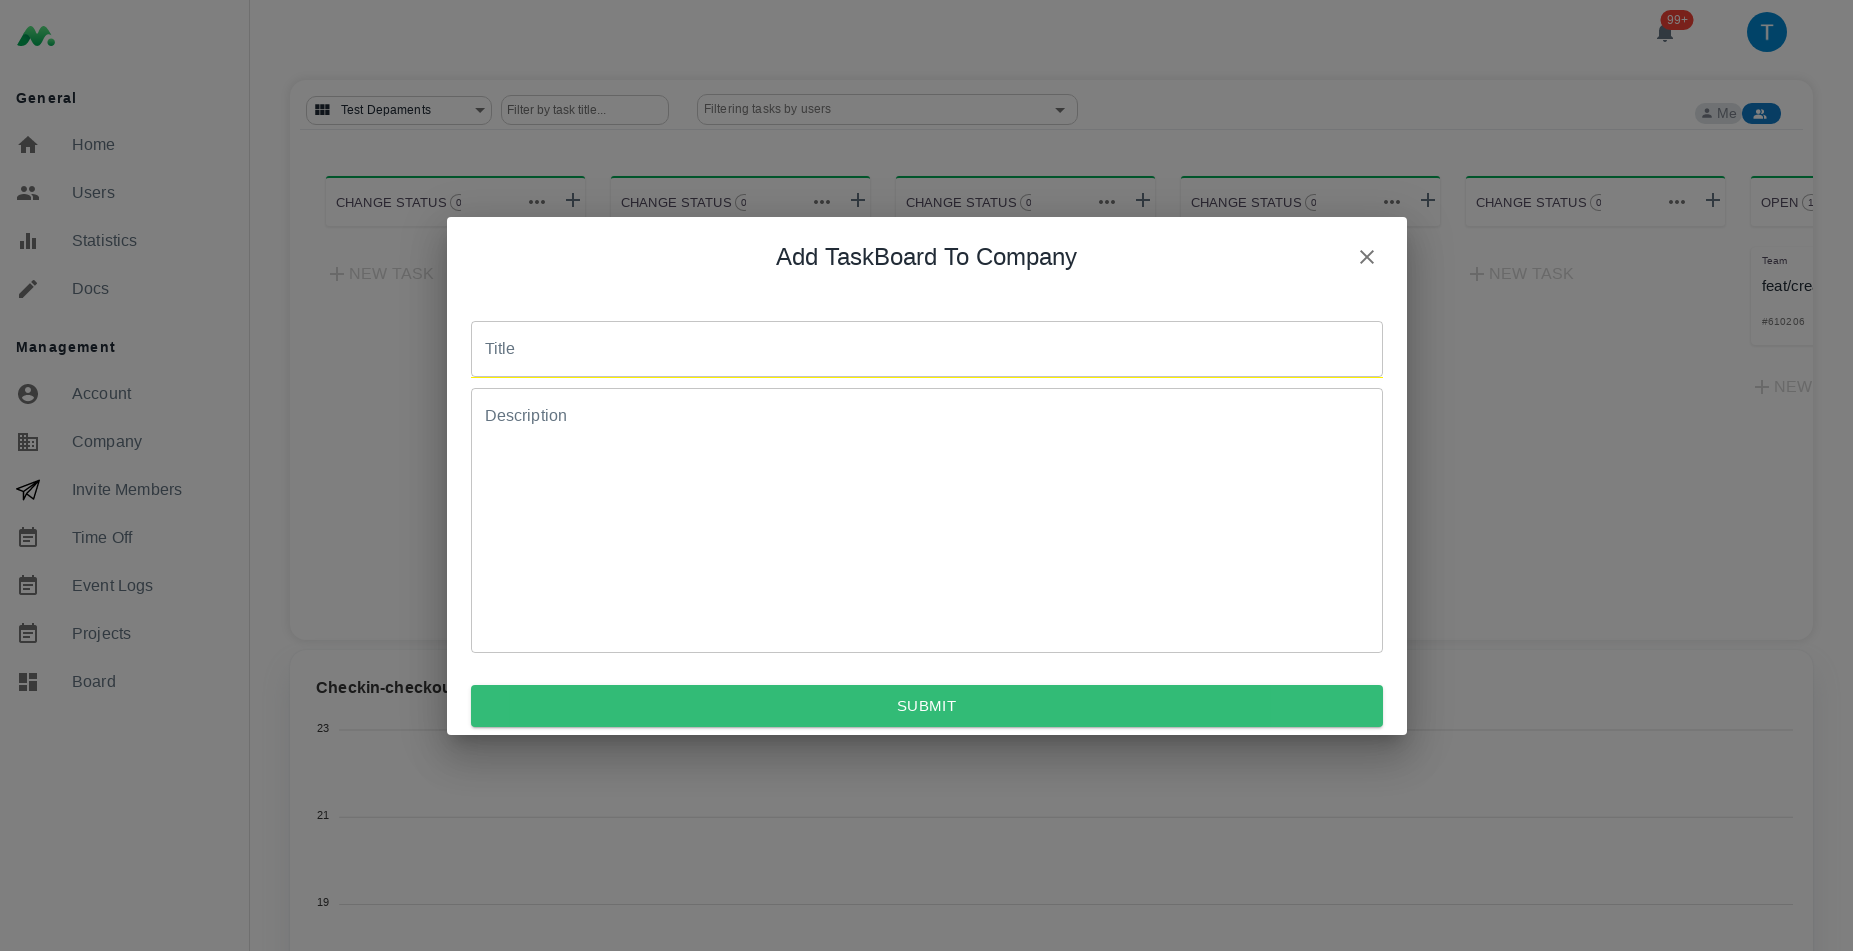 99+
T
General
Home
Users
Statistics
Docs
Management
Account
Company
Invite Members
Time Off
Event Logs
Projects
Board
Test Depaments
Filter by task title...
Filtering tasks by users
Me
CHANGE STATUS 0
CHANGE STATUS 0
CHANGE STATUS 0
CHANGE STATUS 0
CHANGE STATUS 0
OPEN 1
NEW TASK
NEW TASK
Team
feat/cre
#610206
NEW
Add TaskBoard To Company
Title
Description
SUBMIT
Checkin-checkou
23
21
19